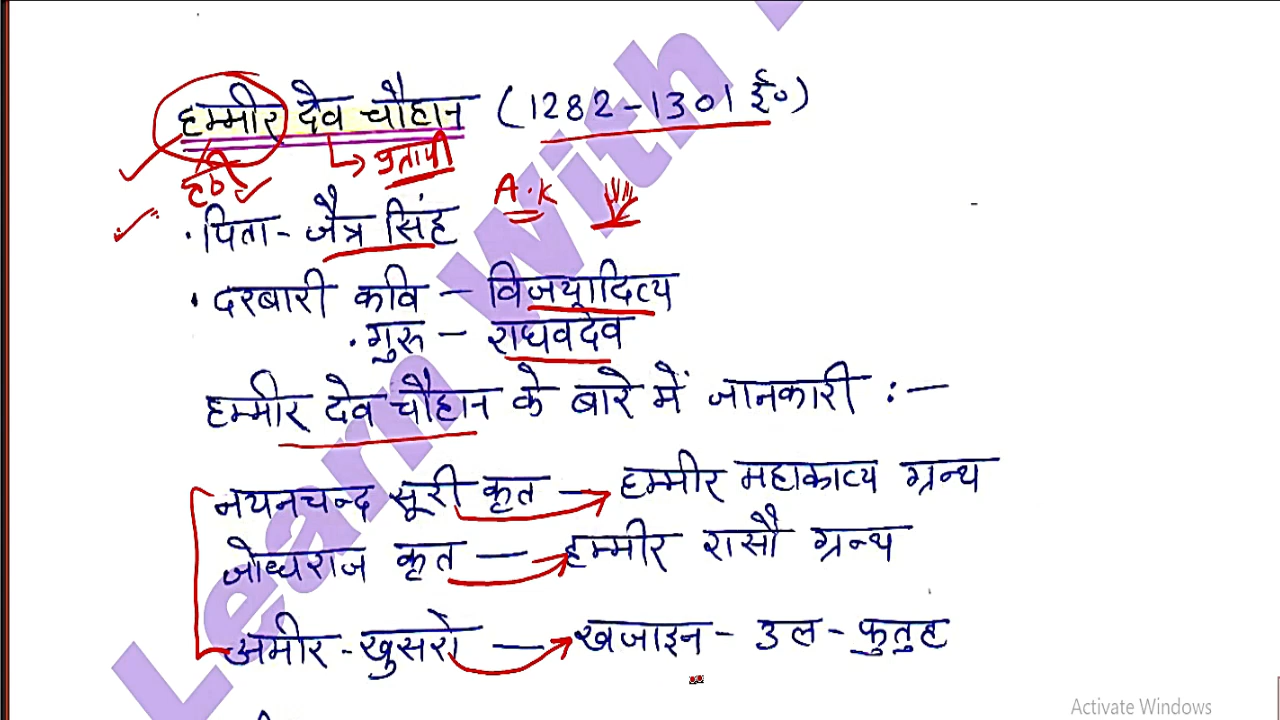 हम्मीर देव चौहान (1282-1301 ई०)
हठी
प्रतापी
A.K
• पिता - जैत्र सिंह
• दरबारी कवि - विजयादित्य
• गुरु - राघवदेव
हम्मीर देव चौहान के बारे में जानकारी :-
नयनचन्द्र सूरी कृत - हम्मीर महाकाव्य ग्रन्थ
जोधराज कृत - हम्मीर रासौ ग्रन्थ
अमीर-खुसरो - खजाइन-उल-फुतुह
Learn With
Activate Windows